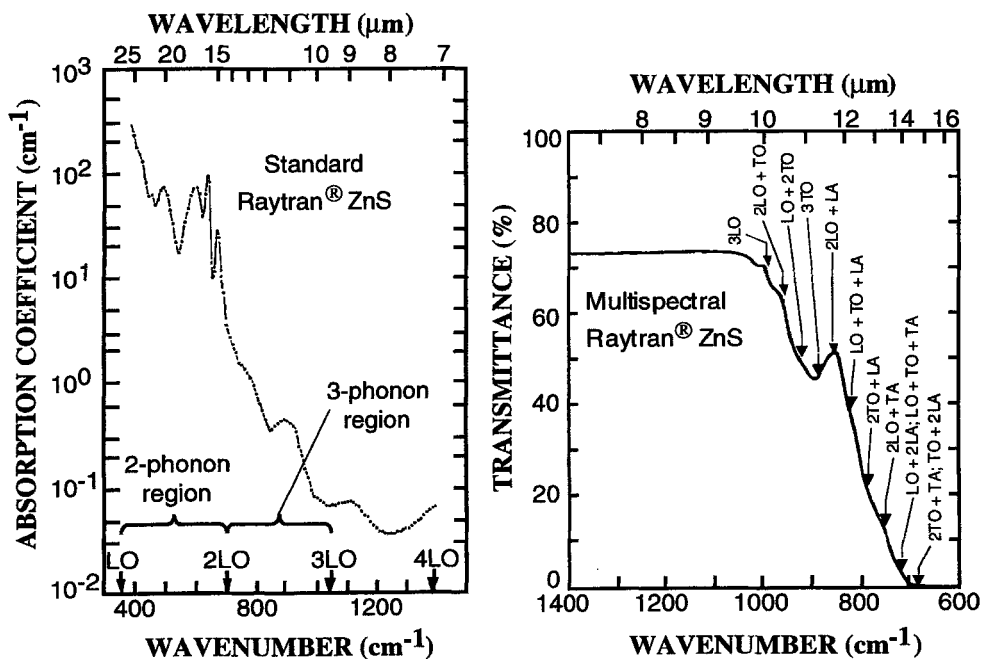 WAVELENGTH (μm)
25 20 15 10 9 8 7
10³
10²
10¹
10⁰
10⁻¹
10⁻²
ABSORPTION COEFFICIENT (cm⁻¹)
Standard
Raytran® ZnS
3-phonon
region
2-phonon
region
LO 2LO 3LO 4LO
400 800 1200
WAVENUMBER (cm⁻¹)
WAVELENGTH (μm)
8 9 10 12 14 16
100
80
60
40
20
0
TRANSMITTANCE (%)
3LO
2LO + TO
LO + 2TO
3TO
2LO + LA
LO + TO + LA
2TO + LA
2LO + TA
LO + 2LA; LO + TO + TA
2TO + TA; TO + 2LA
Multispectral
Raytran® ZnS
1400 1200 1000 800 600
WAVENUMBER (cm⁻¹)